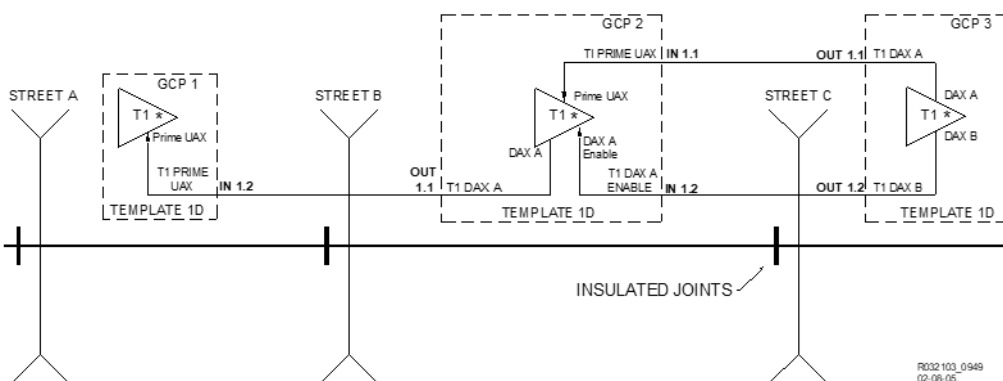 GCP 1
T1 *
Prime UAX
T1 PRIME
UAX
IN 1.2
TEMPLATE 1D
STREET A
STREET B
GCP 2
TI PRIME UAX
IN 1.1
Prime UAX
T1 *
DAX A
DAX A
Enable
OUT
1.1
T1 DAX A
T1 DAX A
ENABLE
IN 1.2
TEMPLATE 1D
STREET C
GCP 3
OUT 1.1
T1 DAX A
DAX A
T1 *
DAX B
OUT 1.2
T1 DAX B
TEMPLATE 1D
INSULATED JOINTS
R032103_0949
02-08-05